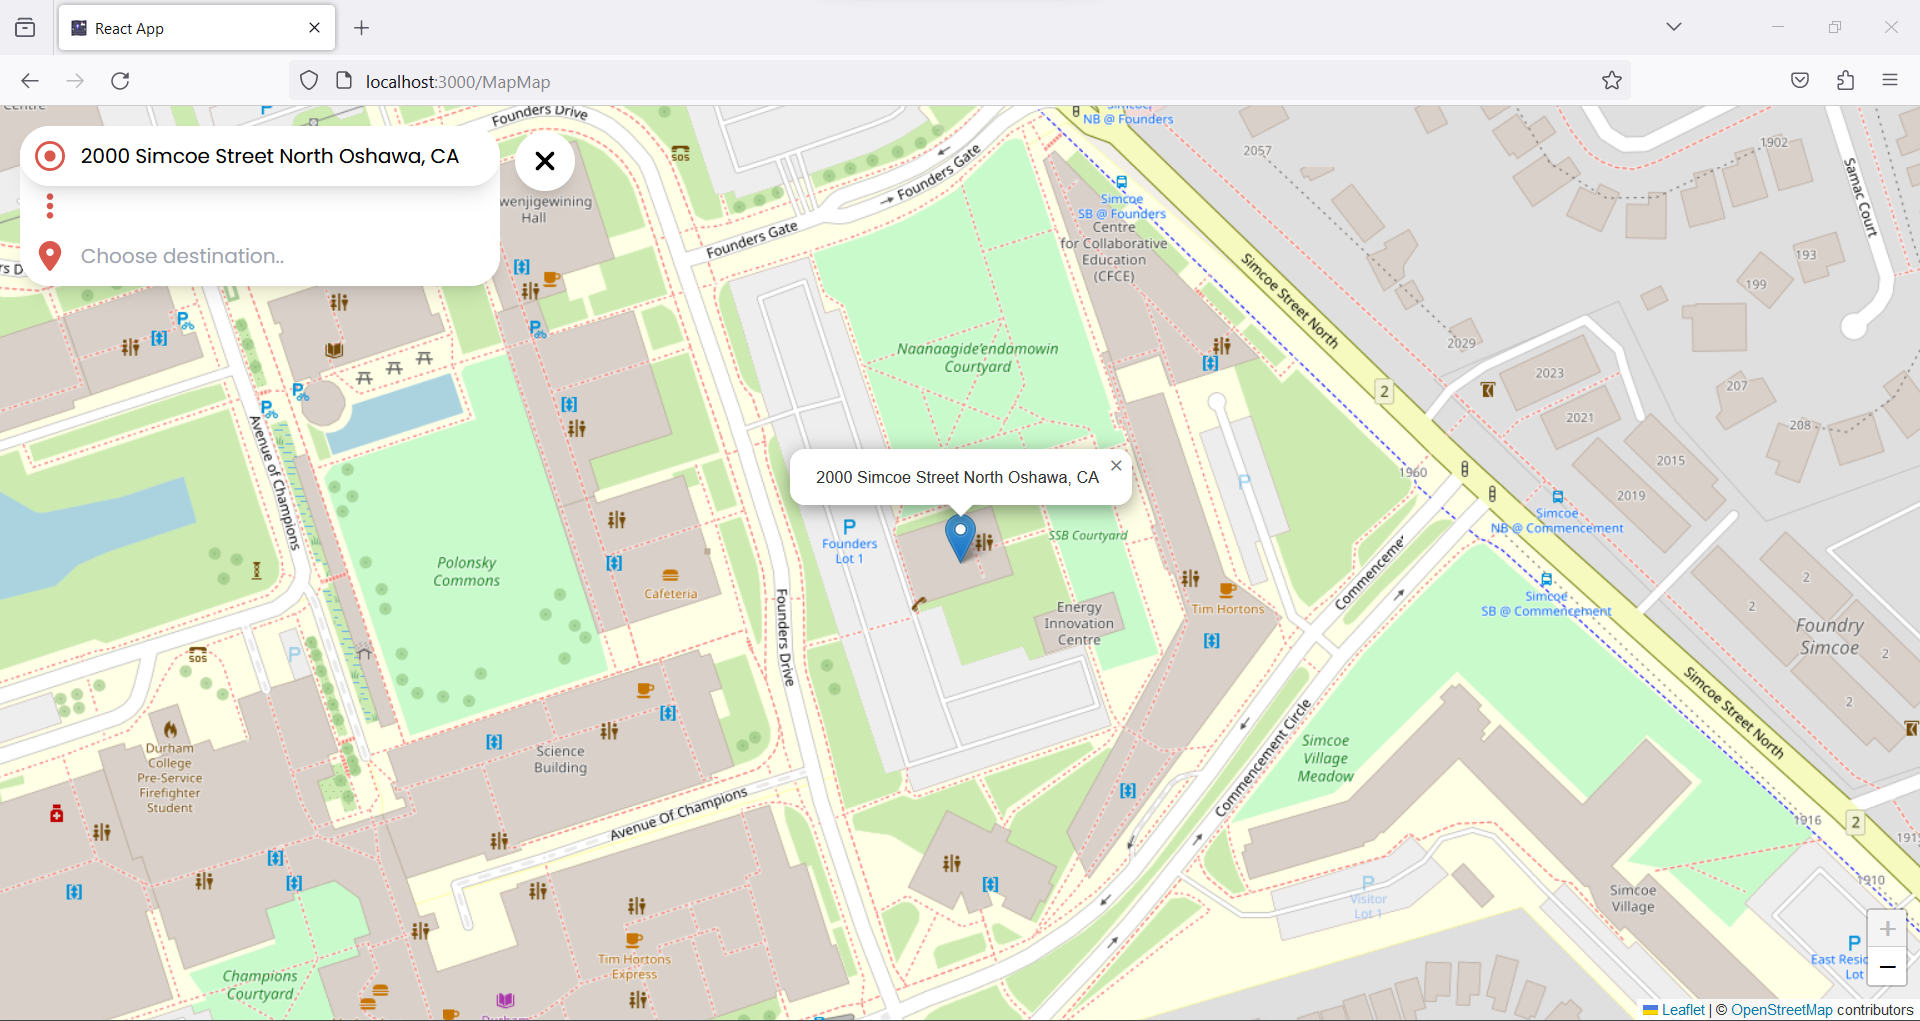 React App
localhost:3000/MapMap
2000 Simcoe Street North Oshawa, CA
Choose destination..
Founders Drive
sos
Founders Gate
Founders Gate
NB @ Founders
Simcoe
SB @ Founders
Centre
for Collaborative
Education
(CFCE)
2057
1902
Samac Court
193
199
wenjigewining
Hall
Simcoe Street North
2
2029
2023
2021
207
208
2015
2019
1960
Naanaagide'endamowin
Courtyard
2000 Simcoe Street North Oshawa, CA
P
Founders
Lot 1
SSB Courtyard
P
Avenue of Champions
Polonsky
Commons
Cafeteria
Founders Drive
Energy
Innovation
Centre
Tim Hortons
Simcoe
NB @ Commencement
Simcoe
SB @ Commencement
2
2
2
2
Foundry
Simcoe
sos
P
Durham
College
Pre-Service
Firefighter
Student
Science
Building
Avenue Of Champions
Commencement Circle
Simcoe
Village
Meadow
Simcoe Street North
2
1916
1910
P
Visitor
Lot 1
Simcoe
Village
Champions
Courtyard
Tim Hortons
Express
P
East Resi
Lot
+
−
Leaflet | © OpenStreetMap contributors